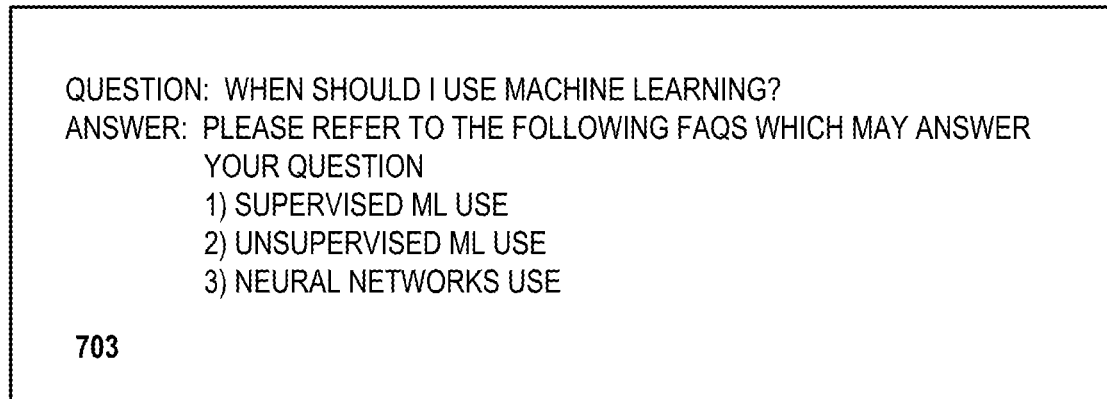 QUESTION: WHEN SHOULD I USE MACHINE LEARNING?
ANSWER: PLEASE REFER TO THE FOLLOWING FAQS WHICH MAY ANSWER
YOUR QUESTION
1) SUPERVISED ML USE
2) UNSUPERVISED ML USE
3) NEURAL NETWORKS USE
703